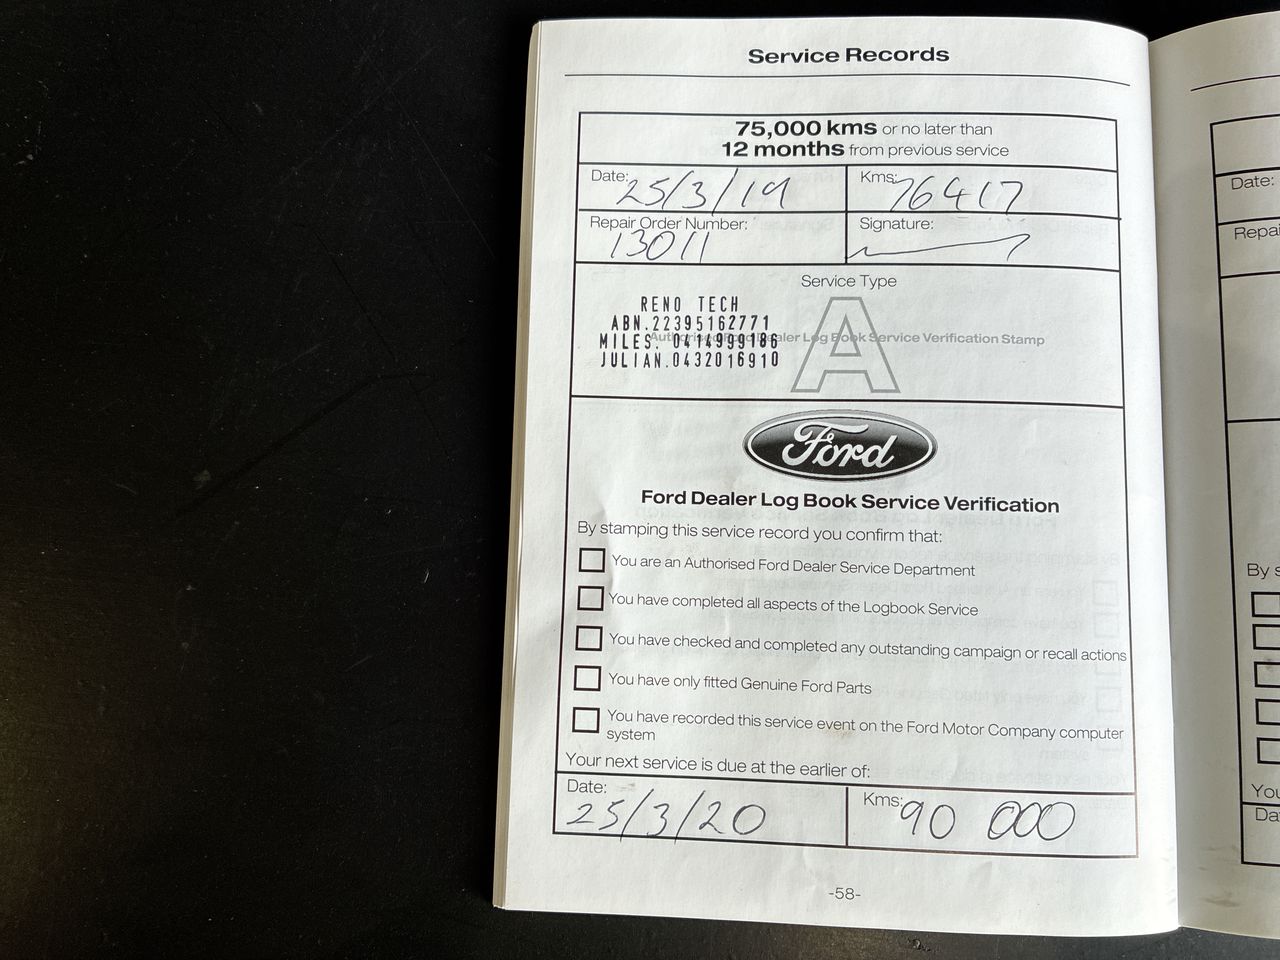 Service Records
75,000 kms or no later than
12 months from previous service
Date: 25/3/19 Kms: 76417
Repair Order Number: 13011 Signature:
Service Type
RENO TECH
ABN.22395162771
MILES. 0414999186
JULIAN.0432016910
A
Authorised Ford Dealer Log Book Service Verification Stamp
Ford
Ford Dealer Log Book Service Verification
By stamping this service record you confirm that:
You are an Authorised Ford Dealer Service Department
You have completed all aspects of the Logbook Service
You have checked and completed any outstanding campaign or recall actions
You have only fitted Genuine Ford Parts
You have recorded this service event on the Ford Motor Company computer
system
Your next service is due at the earlier of:
Date: 25/3/20 Kms: 90 000
-58-
Date:
Repai
By s
You
Da